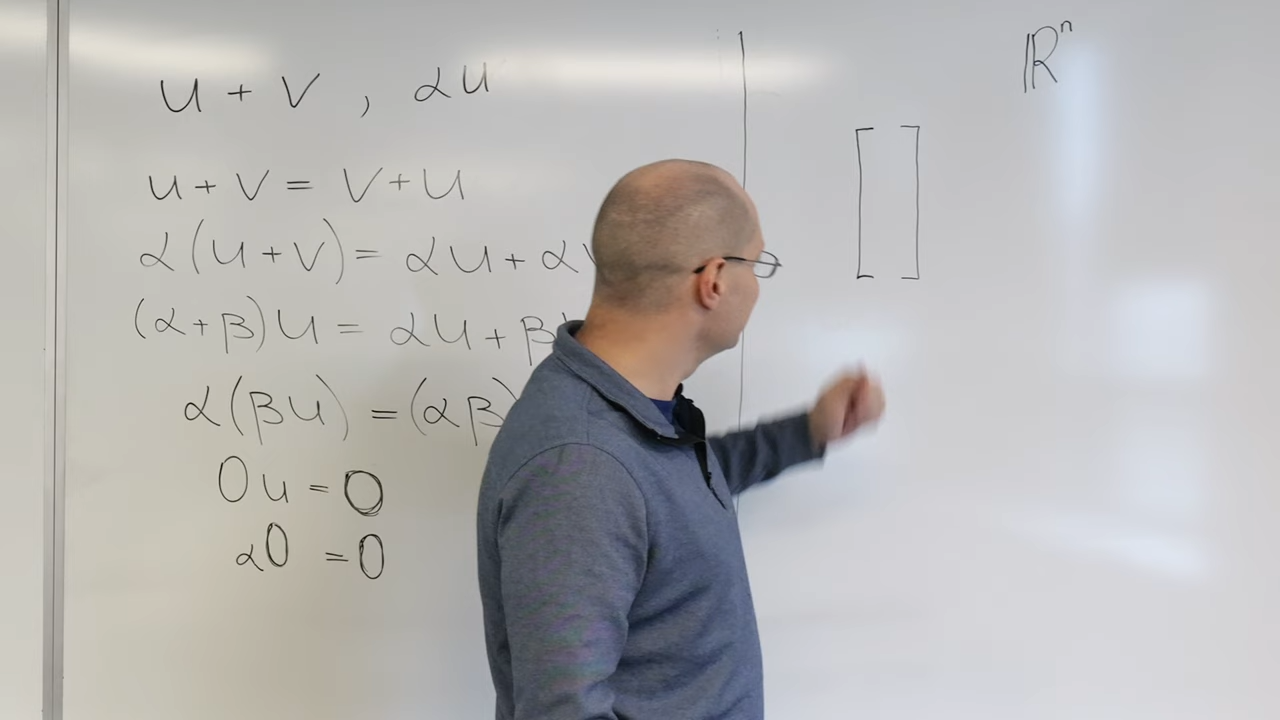 u + v , αu
u + v = v + u
α(u + v) = αu + α
(α + β)u = αu + β
α(βu) = (αβ)
0u = 0
α0 = 0
ℝⁿ
[ ]